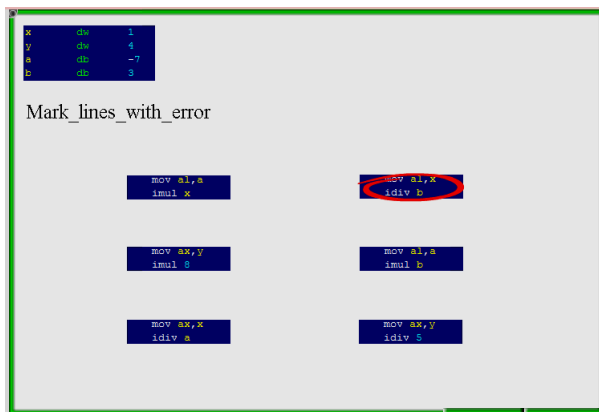 x dw 1
y dw 4
a db -7
b db 3
Mark_lines_with_error
mov al,a
imul x
mov al,x
idiv b
mov ax,y
imul 8
mov al,a
imul b
mov ax,x
idiv a
mov ax,y
idiv 5